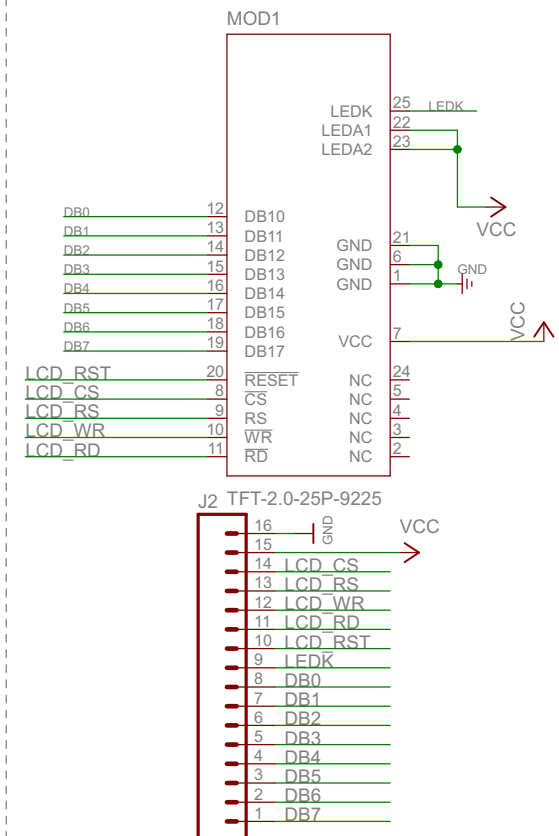 MOD1
LEDK 25 LEDK
LEDA1 22
LEDA2 23
VCC
DB0 12 DB10
DB1 13 DB11
DB2 14 DB12
DB3 15 DB13
DB4 16 DB14
DB5 17 DB15
DB6 18 DB16
DB7 19 DB17
GND 21
GND 6
GND 1 GND
VCC 7 VCC
LCD_RST 20 RESET NC 24
LCD_CS 8 CS NC 5
LCD_RS 9 RS NC 4
LCD_WR 10 WR NC 3
LCD_RD 11 RD NC 2
J2 TFT-2.0-25P-9225
16 GND
15 VCC
14 LCD_CS
13 LCD_RS
12 LCD_WR
11 LCD_RD
10 LCD_RST
9 LEDK
8 DB0
7 DB1
6 DB2
5 DB3
4 DB4
3 DB5
2 DB6
1 DB7